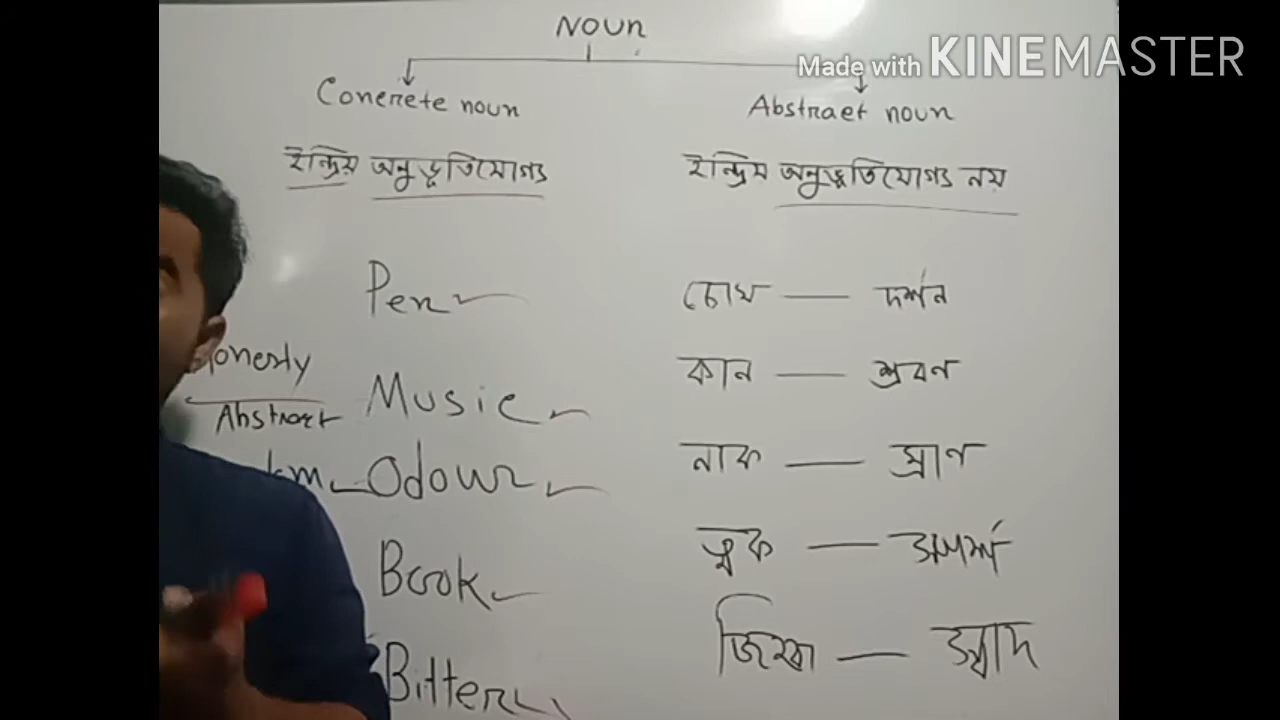 Noun
Made with KINEMASTER
Concrete noun
Abstract noun
ইন্দ্রিয় অনুভূতিযোগ্য
ইন্দ্রিয় অনুভূতিযোগ্য নয়
Pen
চোখ — দর্শন
Honesty
Abstract
Music
কান — শ্রবণ
Odour
নাক — ঘ্রাণ
Book
ত্বক — স্পর্শ
Bitter
জিহ্বা — স্বাদ